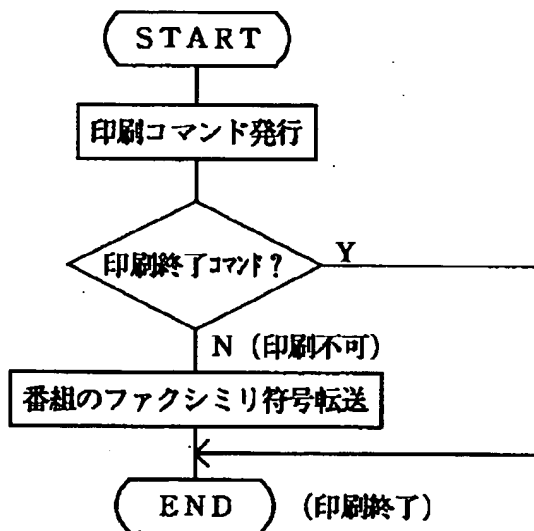 START
印刷コマンド発行
印刷終了コマンド?
Y
N (印刷不可)
番組のファクシミリ符号転送
END (印刷終了)